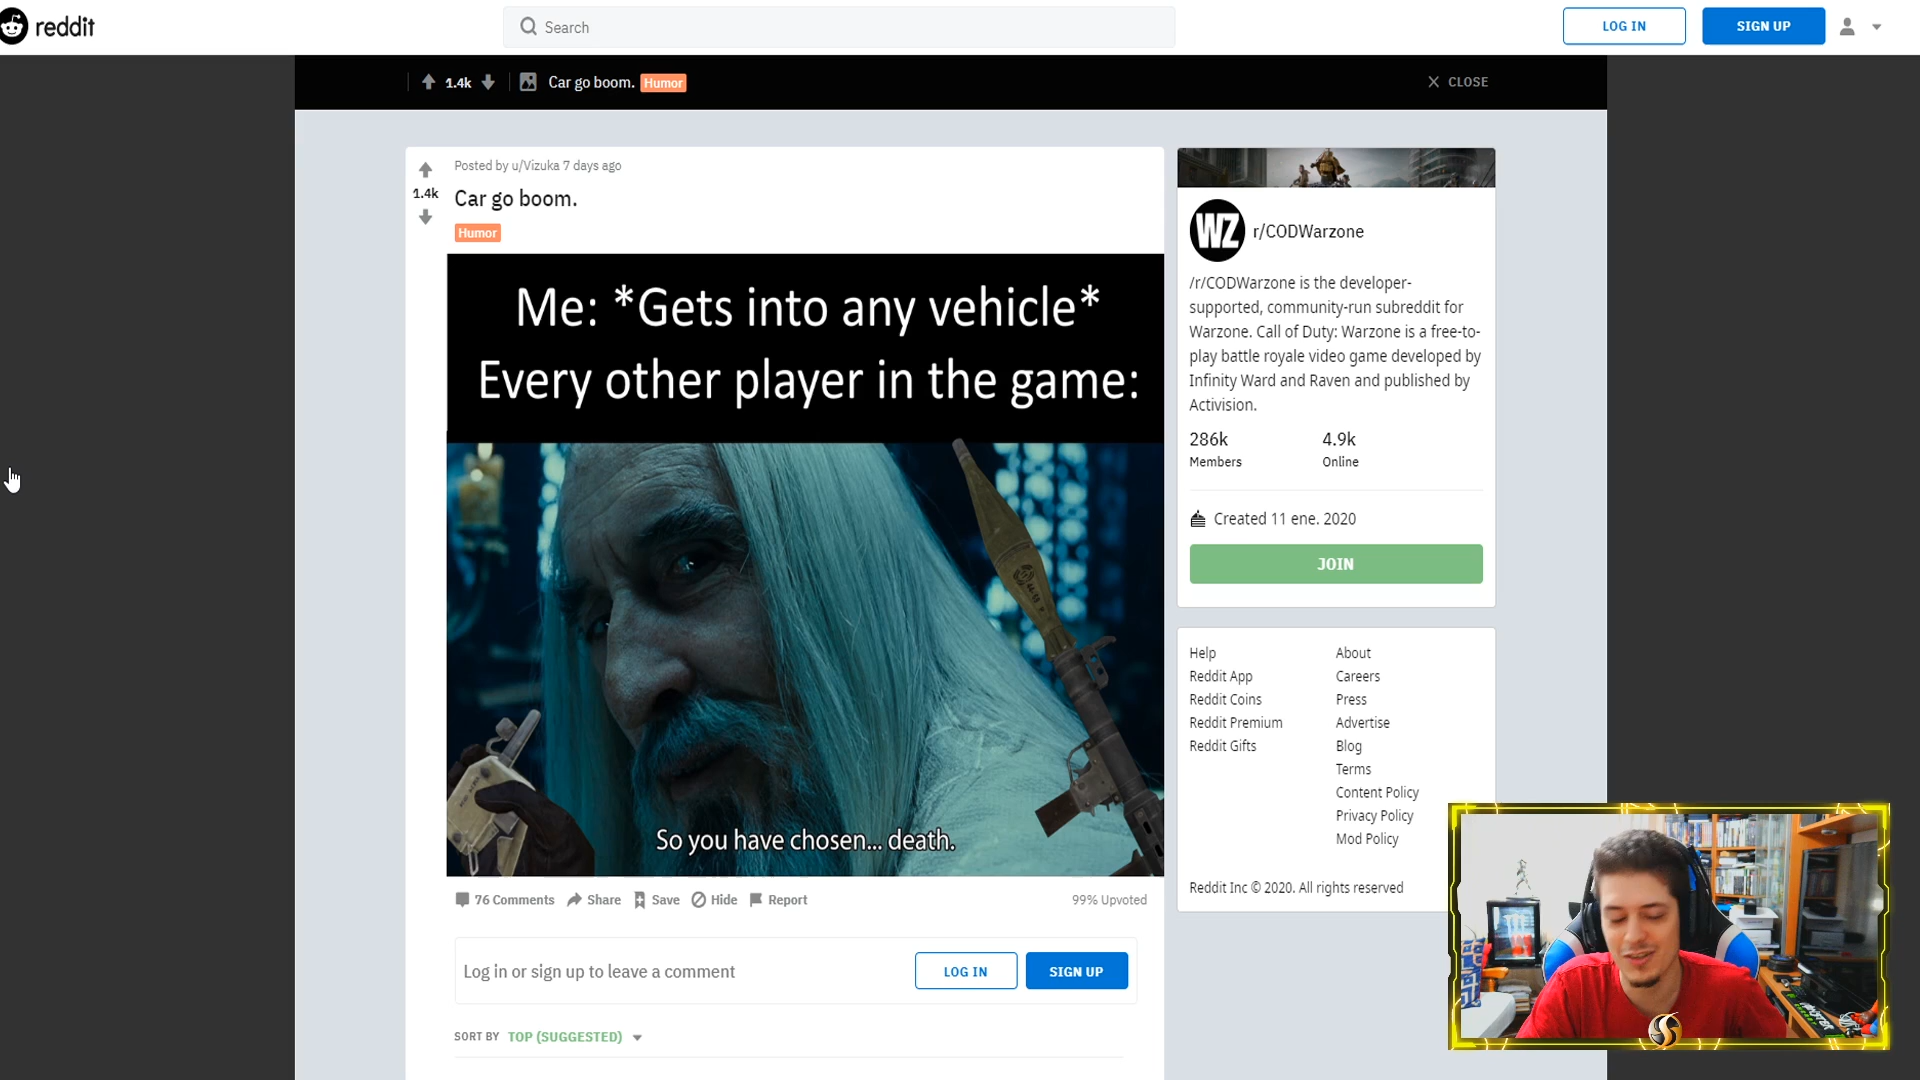 reddit
Search
LOG IN
SIGN UP
1.4k
Car go boom.
Humor
CLOSE
Posted by u/Vizuka 7 days ago
1.4k
Car go boom.
Humor
Me: *Gets into any vehicle*
Every other player in the game:
So you have chosen... death.
76 Comments
Share
Save
Hide
Report
99% Upvoted
Log in or sign up to leave a comment
LOG IN
SIGN UP
SORT BY TOP (SUGGESTED)
WZ
r/CODWarzone
/r/CODWarzone is the developer-
supported, community-run subreddit for
Warzone. Call of Duty: Warzone is a free-to-
play battle royale video game developed by
Infinity Ward and Raven and published by
Activision.
286k
Members
4.9k
Online
Created 11 ene. 2020
JOIN
Help
Reddit App
Reddit Coins
Reddit Premium
Reddit Gifts
About
Careers
Press
Advertise
Blog
Terms
Content Policy
Privacy Policy
Mod Policy
Reddit Inc © 2020. All rights reserved